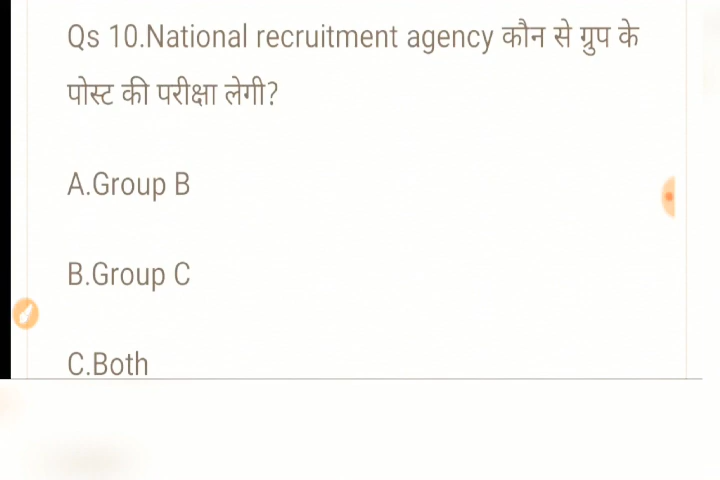 Qs 10.National recruitment agency कौन से ग्रुप के
पोस्ट की परीक्षा लेगी?
A.Group B
B.Group C
C.Both